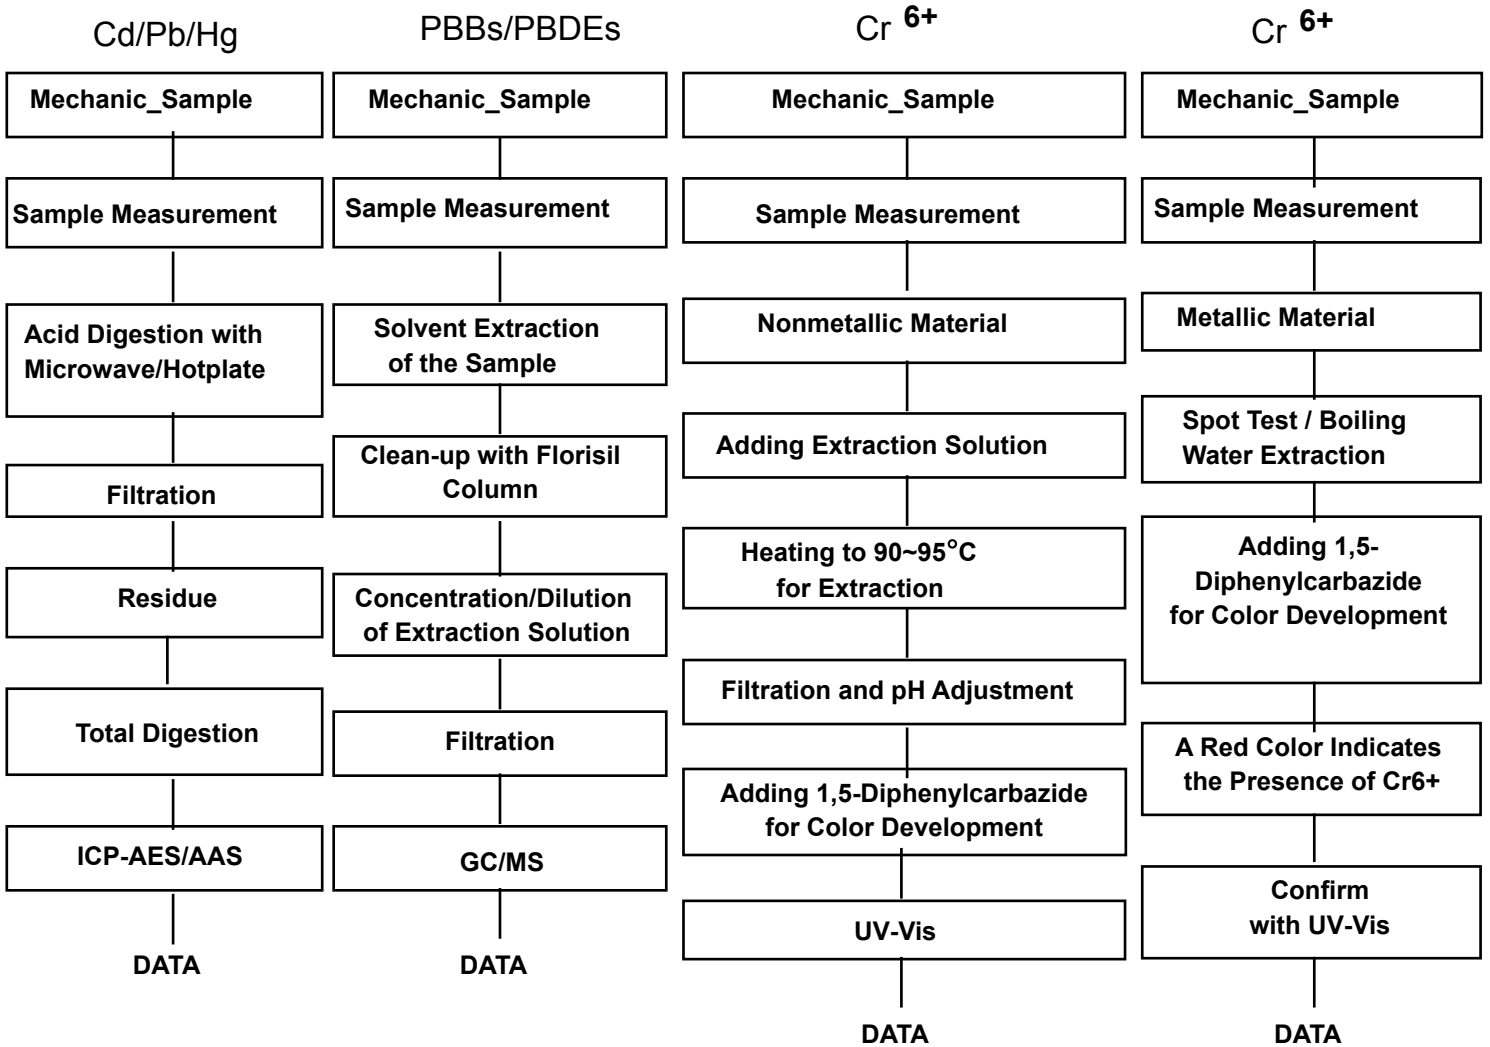 Cd/Pb/Hg
Mechanic_Sample
Sample Measurement
Acid Digestion with
Microwave/Hotplate
Filtration
Residue
Total Digestion
ICP-AES/AAS
DATA
PBBs/PBDEs
Mechanic_Sample
Sample Measurement
Solvent Extraction
of the Sample
Clean-up with Florisil
Column
Concentration/Dilution
of Extraction Solution
Filtration
GC/MS
DATA
Cr 6+
Mechanic_Sample
Sample Measurement
Nonmetallic Material
Adding Extraction Solution
Heating to 90~95°C
for Extraction
Filtration and pH Adjustment
Adding 1,5-Diphenylcarbazide
for Color Development
UV-Vis
DATA
Cr 6+
Mechanic_Sample
Sample Measurement
Metallic Material
Spot Test / Boiling
Water Extraction
Adding 1,5-
Diphenylcarbazide
for Color Development
A Red Color Indicates
the Presence of Cr6+
Confirm
with UV-Vis
DATA